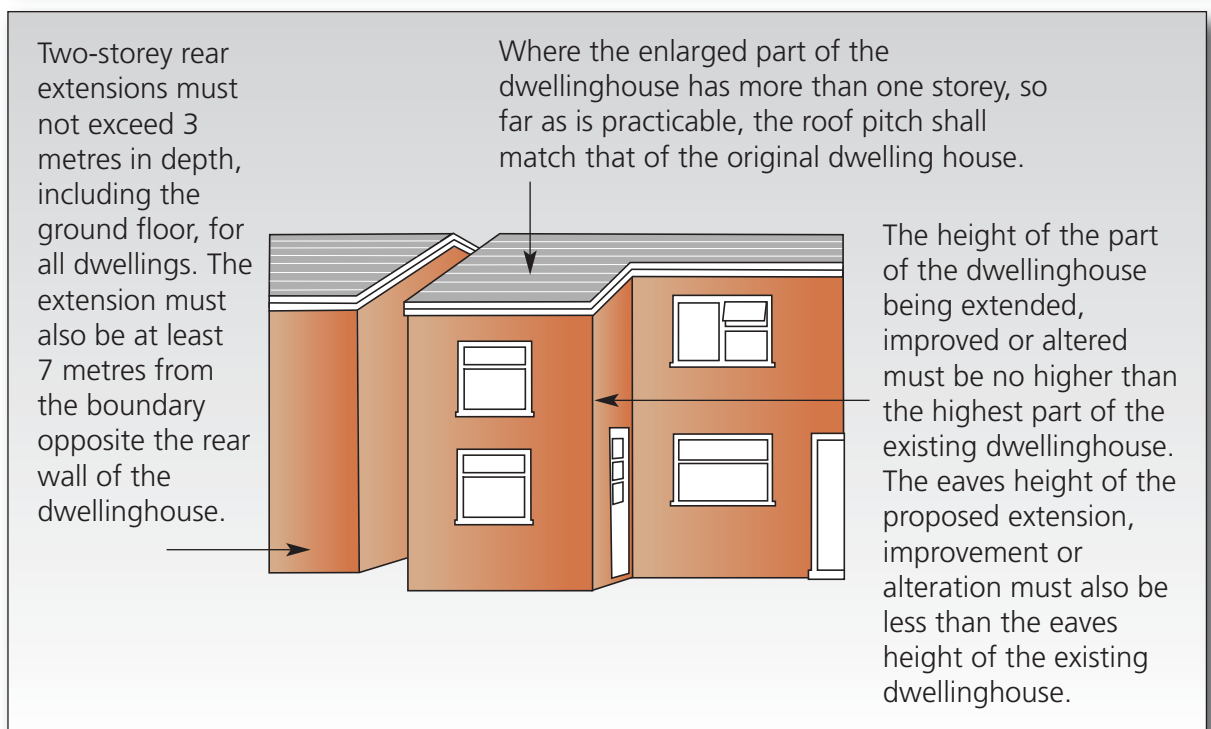 Two-storey rear
extensions must
not exceed 3
metres in depth,
including the
ground floor, for
all dwellings. The
extension must
also be at least
7 metres from
the boundary
opposite the rear
wall of the
dwellinghouse.
Where the enlarged part of the
dwellinghouse has more than one storey, so
far as is practicable, the roof pitch shall
match that of the original dwelling house.
The height of the part
of the dwellinghouse
being extended,
improved or altered
must be no higher than
the highest part of the
existing dwellinghouse.
The eaves height of the
proposed extension,
improvement or
alteration must also be
less than the eaves
height of the existing
dwellinghouse.